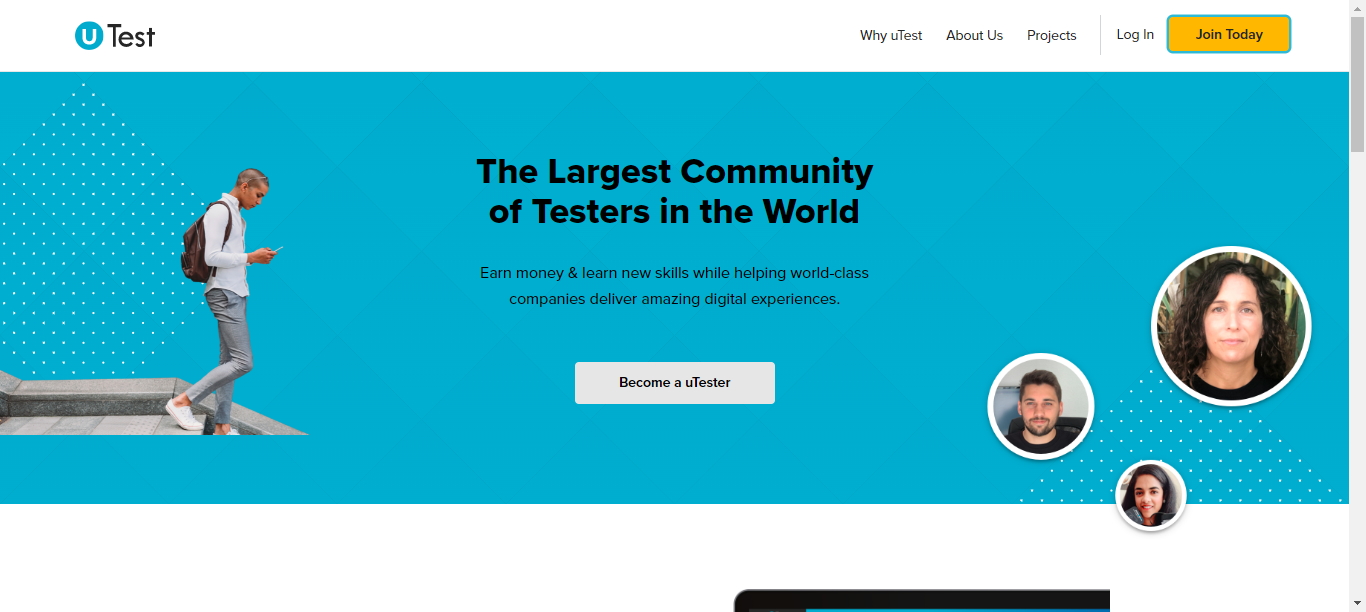 uTest
Why uTest
About Us
Projects
Log In
Join Today
The Largest Community
of Testers in the World
Earn money & learn new skills while helping world-class
companies deliver amazing digital experiences.
Become a uTester